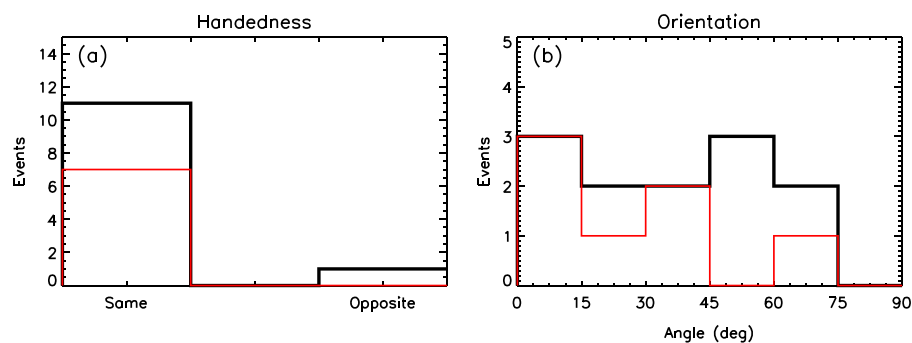 Handedness
(a)
Events
14
12
10
8
6
4
2
0
Same
Opposite
Orientation
(b)
Events
5
4
3
2
1
0
0 15 30 45 60 75 90
Angle (deg)